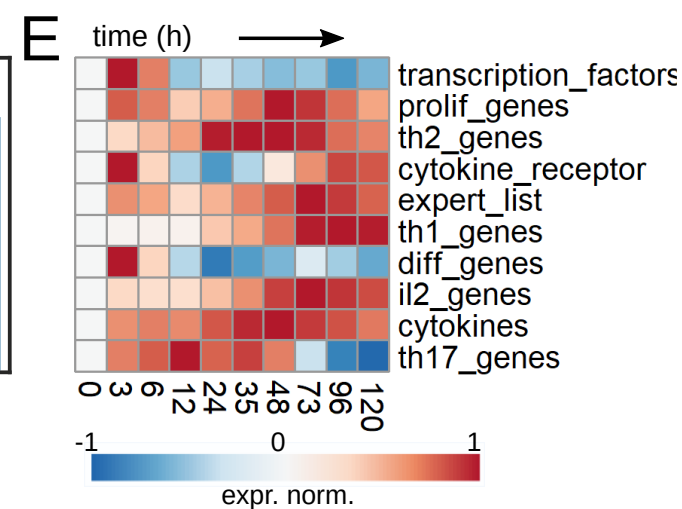 E
time (h)
transcription_factors
prolif_genes
th2_genes
cytokine_receptor
expert_list
th1_genes
diff_genes
il2_genes
cytokines
th17_genes
0 3 6 12 24 35 48 73 96 120
-1 0 1
expr. norm.